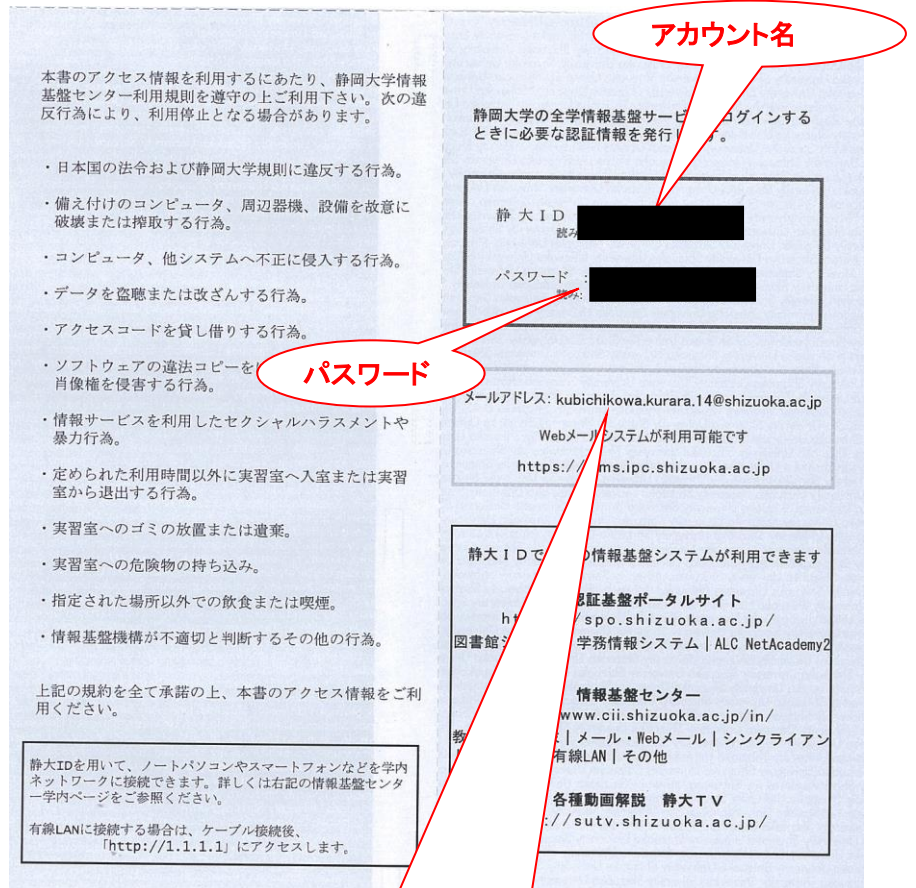 アカウント名
本書のアクセス情報を利用するにあたり、静岡大学情報
基盤センター利用規則を遵守の上ご利用下さい。次の違
反行為により、利用停止となる場合があります。
・日本国の法令および静岡大学規則に違反する行為。
・備え付けのコンピュータ、周辺器機、設備を故意に
破壊または搾取する行為。
・コンピュータ、他システムへ不正に侵入する行為。
・データを盗聴または改ざんする行為。
・アクセスコードを貸し借りする行為。
・ソフトウェアの違法コピーを
肖像権を侵害する行為。
・情報サービスを利用したセクシャルハラスメントや
暴力行為。
・定められた利用時間以外に実習室へ入室または実習
室から退出する行為。
・実習室へのゴミの放置または遺棄。
・実習室への危険物の持ち込み。
・指定された場所以外での飲食または喫煙。
・情報基盤機構が不適切と判断するその他の行為。
上記の規約を全て承諾の上、本書のアクセス情報をご利
用ください。
静大IDを用いて、ノートパソコンやスマートフォンなどを学内
ネットワークに接続できます。詳しくは右記の情報基盤センタ
ー学内ページをご参照ください。
有線LANに接続する場合は、ケーブル接続後、
「http://1.1.1.1」にアクセスします。
静岡大学の全学情報基盤サービ ログインする
ときに必要な認証情報を発行し す。
静大ID
読み
パスワード :
読み:
パスワード
メールアドレス: kubichikowa.kurara.14@shizuoka.ac.jp
Webメールシステムが利用可能です
https:// ms.ipc.shizuoka.ac.jp
静大IDで の情報基盤システムが利用できます
認証基盤ポータルサイト
ht /spo.shizuoka.ac.jp/
図書館 学務情報システム | ALC NetAcademy2
情報基盤センター
www.cii.shizuoka.ac.jp/in/
教 | メール・Webメール | シンクライアン
有線LAN | その他
各種動画解説 静大TV
://sutv.shizuoka.ac.jp/